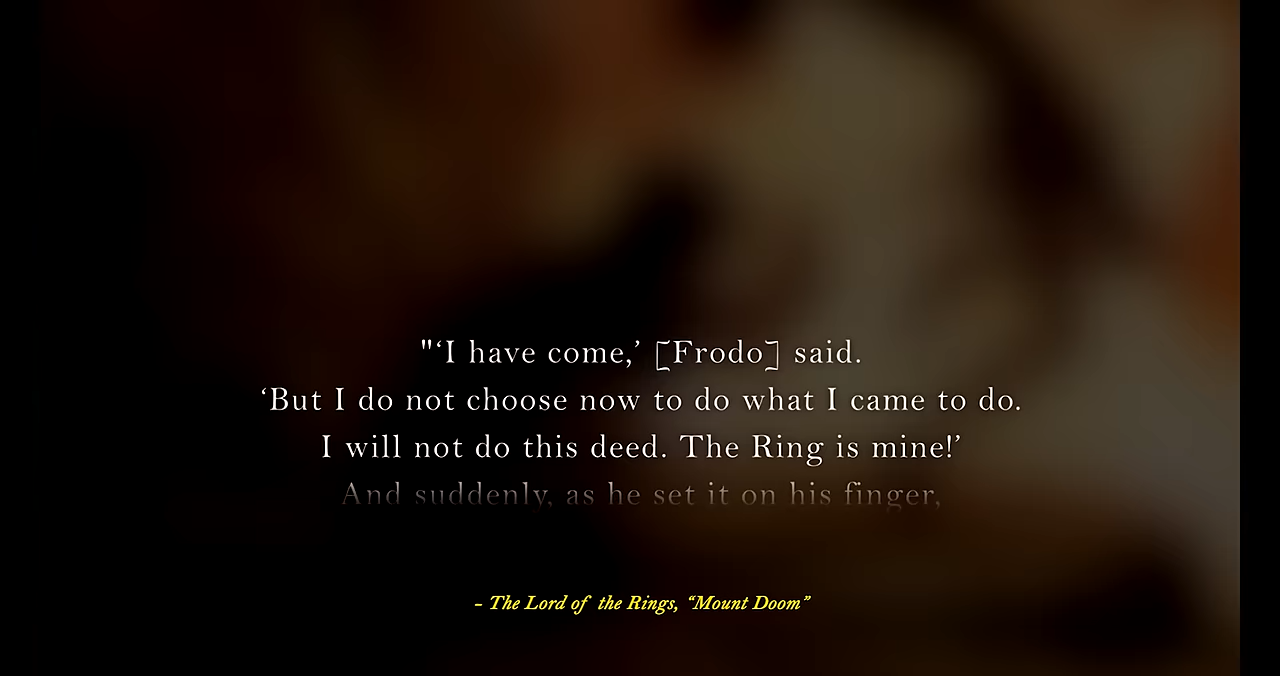 "‘I have come,’ [Frodo] said.
‘But I do not choose now to do what I came to do.
I will not do this deed. The Ring is mine!’
And suddenly, as he set it on his finger,
– The Lord of the Rings, “Mount Doom”